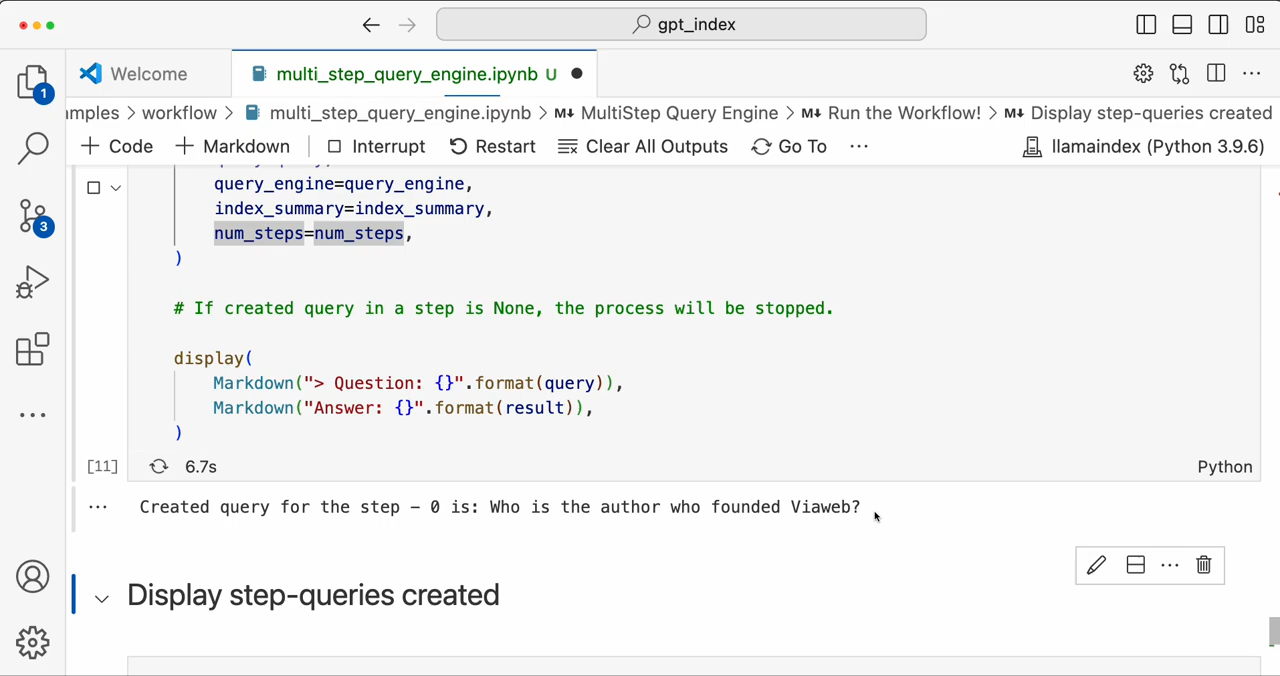 gpt_index
Welcome
multi_step_query_engine.ipynb U
mples > workflow > multi_step_query_engine.ipynb > M↓ MultiStep Query Engine > M↓ Run the Workflow! > M↓ Display step-queries created
+ Code + Markdown Interrupt Restart Clear All Outputs Go To ··· llamaindex (Python 3.9.6)
query_engine=query_engine,
index_summary=index_summary,
num_steps=num_steps,
)
# If created query in a step is None, the process will be stopped.
display(
Markdown("> Question: {}".format(query)),
Markdown("Answer: {}".format(result)),
)
[11] 6.7s Python
··· Created query for the step - 0 is: Who is the author who founded Viaweb?
Display step-queries created
1
3